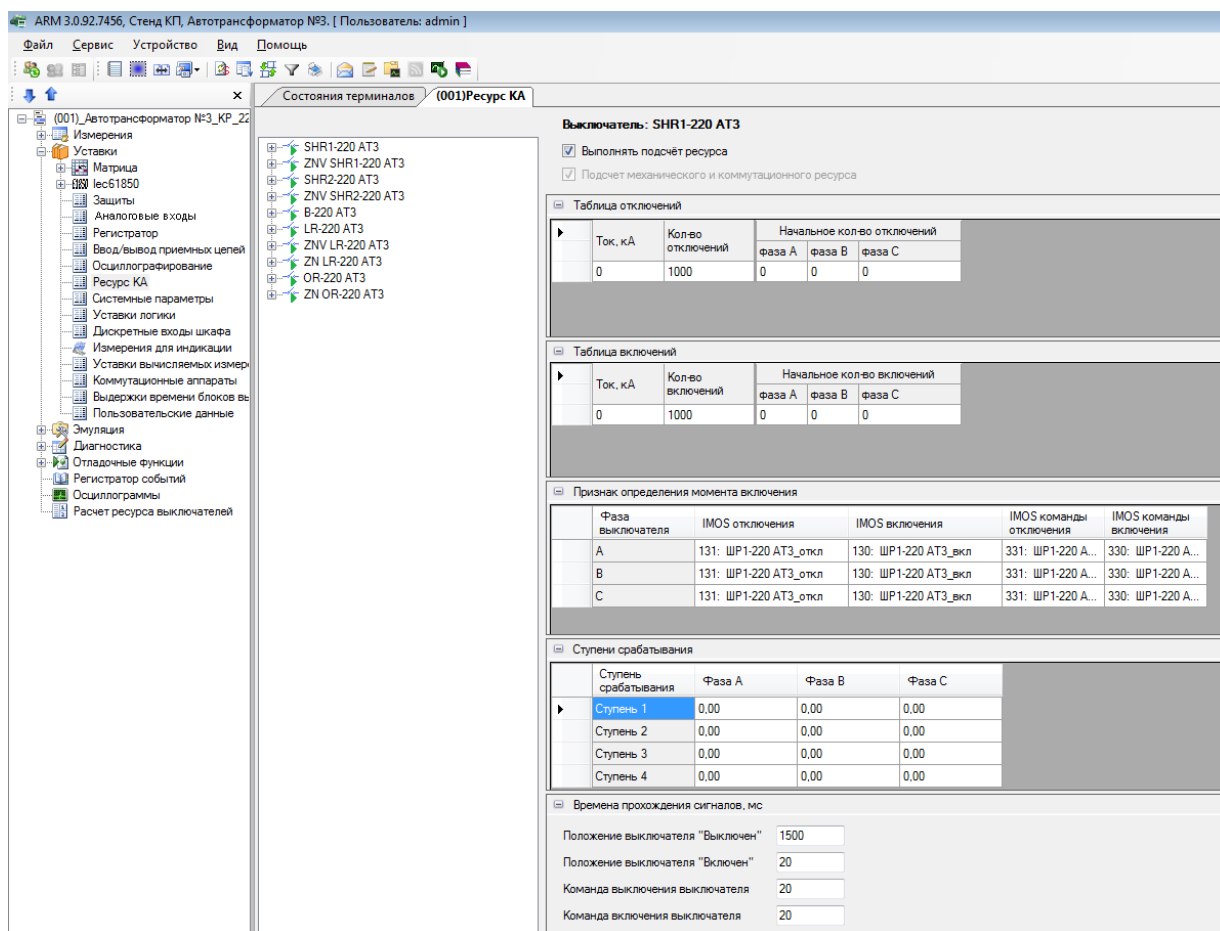 ARM 3.0.92.7456, Стенд КП, Автотрансформатор №3. [ Пользователь: admin ]
Файл Сервис Устройство Вид Помощь
Состояния терминалов (001)Ресурс КА
(001)_Автотрансформатор №3_KP_22
Измерения
Уставки
Матрица
Iec61850
Защиты
Аналоговые входы
Регистратор
Ввод/вывод приемных цепей
Осциллографирование
Ресурс КА
Системные параметры
Уставки логики
Дискретные входы шкафа
Измерения для индикации
Уставки вычисляемых измер
Коммутационные аппараты
Выдержки времени блоков вы
Пользовательские данные
Эмуляция
Диагностика
Отладочные функции
Регистратор событий
Осциллограммы
Расчет ресурса выключателей
SHR1-220 AT3
ZNV SHR1-220 AT3
SHR2-220 AT3
ZNV SHR2-220 AT3
B-220 AT3
LR-220 AT3
ZNV LR-220 AT3
ZN LR-220 AT3
OR-220 AT3
ZN OR-220 AT3
Выключатель: SHR1-220 AT3
Выполнять подсчёт ресурса
Подсчет механического и коммутационного ресурса
Таблица отключений
Ток, кА Кол-во отключений Начальное кол-во отключений
фаза A фаза B фаза C
0 1000 0 0 0
Таблица включений
Ток, кА Кол-во включений Начальное кол-во включений
фаза A фаза B фаза C
0 1000 0 0 0
Признак определения момента включения
Фаза выключателя IMOS отключения IMOS включения IMOS команды отключения IMOS команды включения
A 131: ШР1-220 АТ3_откл 130: ШР1-220 АТ3_вкл 331: ШР1-220 А... 330: ШР1-220 А...
B 131: ШР1-220 АТ3_откл 130: ШР1-220 АТ3_вкл 331: ШР1-220 А... 330: ШР1-220 А...
C 131: ШР1-220 АТ3_откл 130: ШР1-220 АТ3_вкл 331: ШР1-220 А... 330: ШР1-220 А...
Ступени срабатывания
Ступень срабатывания Фаза A Фаза B Фаза C
Ступень 1 0,00 0,00 0,00
Ступень 2 0,00 0,00 0,00
Ступень 3 0,00 0,00 0,00
Ступень 4 0,00 0,00 0,00
Времена прохождения сигналов, мс
Положение выключателя "Выключен" 1500
Положение выключателя "Включен" 20
Команда выключения выключателя 20
Команда включения выключателя 20